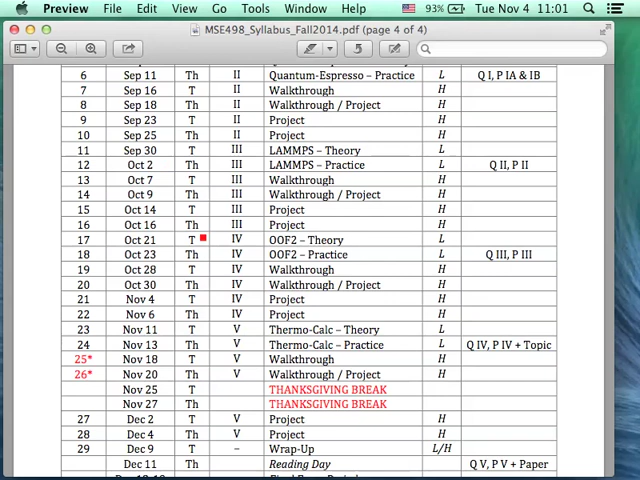 Preview File Edit View Go Tools Window Help 93% Tue Nov 4 11:01
MSE498_Syllabus_Fall2014.pdf (page 4 of 4)
6 Sep 11 Th II Quantum-Espresso – Practice L Q I, P IA & IB
7 Sep 16 T II Walkthrough H
8 Sep 18 Th II Walkthrough / Project H
9 Sep 23 T II Project H
10 Sep 25 Th II Project H
11 Sep 30 T III LAMMPS – Theory L
12 Oct 2 Th III LAMMPS – Practice L Q II, P II
13 Oct 7 T III Walkthrough H
14 Oct 9 Th III Walkthrough / Project H
15 Oct 14 T III Project H
16 Oct 16 Th III Project H
17 Oct 21 T IV OOF2 – Theory L
18 Oct 23 Th IV OOF2 – Practice L Q III, P III
19 Oct 28 T IV Walkthrough H
20 Oct 30 Th IV Walkthrough / Project H
21 Nov 4 T IV Project H
22 Nov 6 Th IV Project H
23 Nov 11 T V Thermo-Calc – Theory L
24 Nov 13 Th V Thermo-Calc – Practice L Q IV, P IV + Topic
25* Nov 18 T V Walkthrough H
26* Nov 20 Th V Walkthrough / Project H
Nov 25 T THANKSGIVING BREAK
Nov 27 Th THANKSGIVING BREAK
27 Dec 2 T V Project H
28 Dec 4 Th V Project H
29 Dec 9 T – Wrap-Up L/H
Dec 11 Th Reading Day Q V, P V + Paper